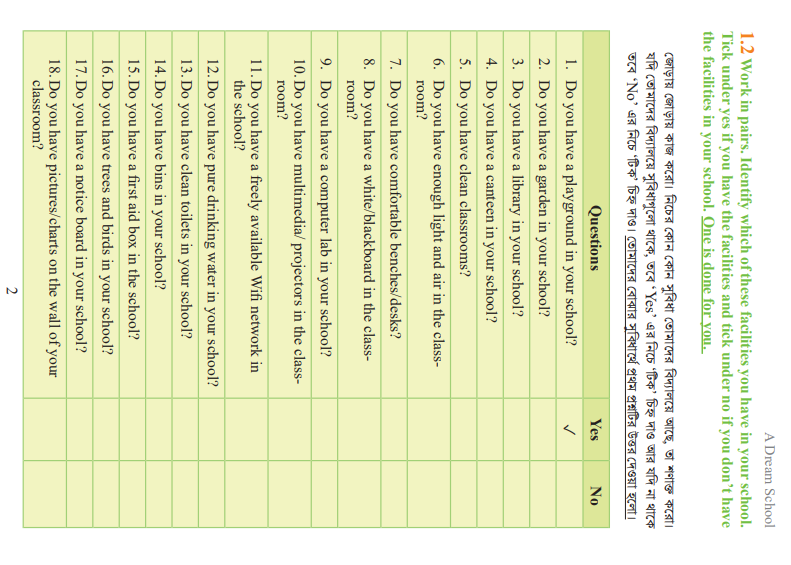 A Dream School
1.2 Work in pairs. Identify which of these facilities you have in your school.
Tick under yes if you have the facilities and tick under no if you don't have
the facilities in your school. One is done for you.
জোড়ায় জোড়ায় কাজ করো। নিচের কোন কোন সুবিধা তোমাদের বিদ্যালয়ে আছে, তা শনাক্ত করো।
যদি তোমাদের বিদ্যালয়ে সুবিধাগুলো থাকে, তবে 'Yes' এর নিচে 'টিক' চিহ্ন দাও আর যদি না থাকে
তবে 'No' এর নিচে 'টিক' চিহ্ন দাও। তোমাদের বোঝার সুবিধার্থে প্রথম প্রশ্নটির উত্তর দেওয়া হলো।
Questions Yes No
1. Do you have a playground in your school? ✓
2. Do you have a garden in your school?
3. Do you have a library in your school?
4. Do you have a canteen in your school?
5. Do you have clean classrooms?
6. Do you have enough light and air in the class-
room?
7. Do you have comfortable benches/desks?
8. Do you have a white/blackboard in the class-
room?
9. Do you have a computer lab in your school?
10. Do you have multimedia/ projectors in the class-
room?
11. Do you have a freely available Wifi network in
the school?
12. Do you have pure drinking water in your school?
13. Do you have clean toilets in your school?
14. Do you have bins in your school?
15. Do you have a first aid box in the school?
16. Do you have trees and birds in your school?
17. Do you have a notice board in your school?
18. Do you have pictures/charts on the wall of your
classroom?
2